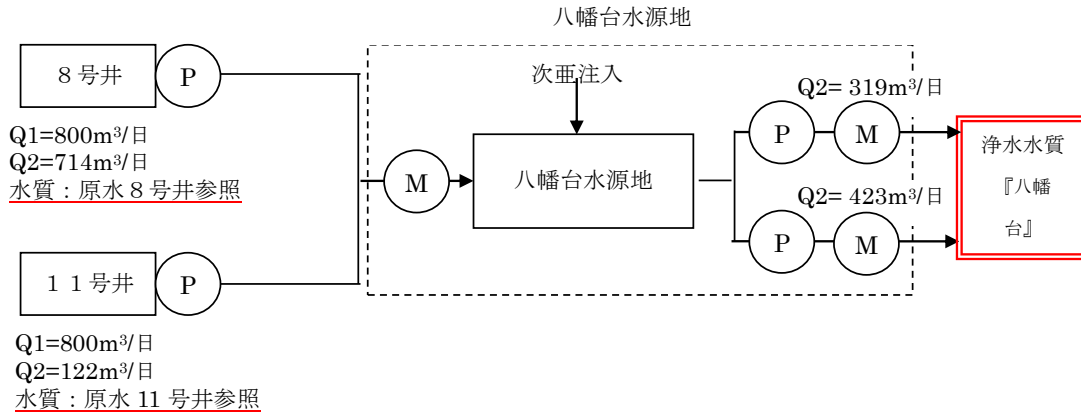 八幡台水源地
８号井
P
Q1=800m³/日
Q2=714m³/日
水質：原水８号井参照
１１号井
P
Q1=800m³/日
Q2=122m³/日
水質：原水 11 号井参照
次亜注入
M
八幡台水源地
Q2= 319m³/日
P
M
Q2= 423m³/日
P
M
浄水水質
『八幡
台』